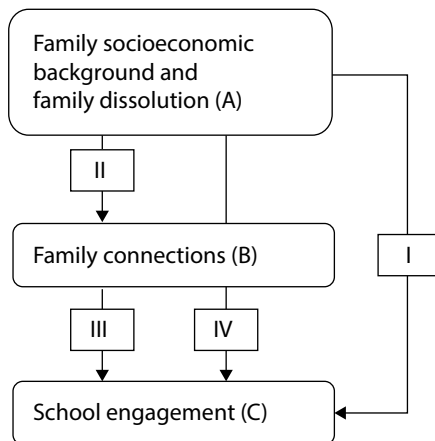 Family socioeconomic
background and
family dissolution (A)
II
Family connections (B)
I
III
IV
School engagement (C)